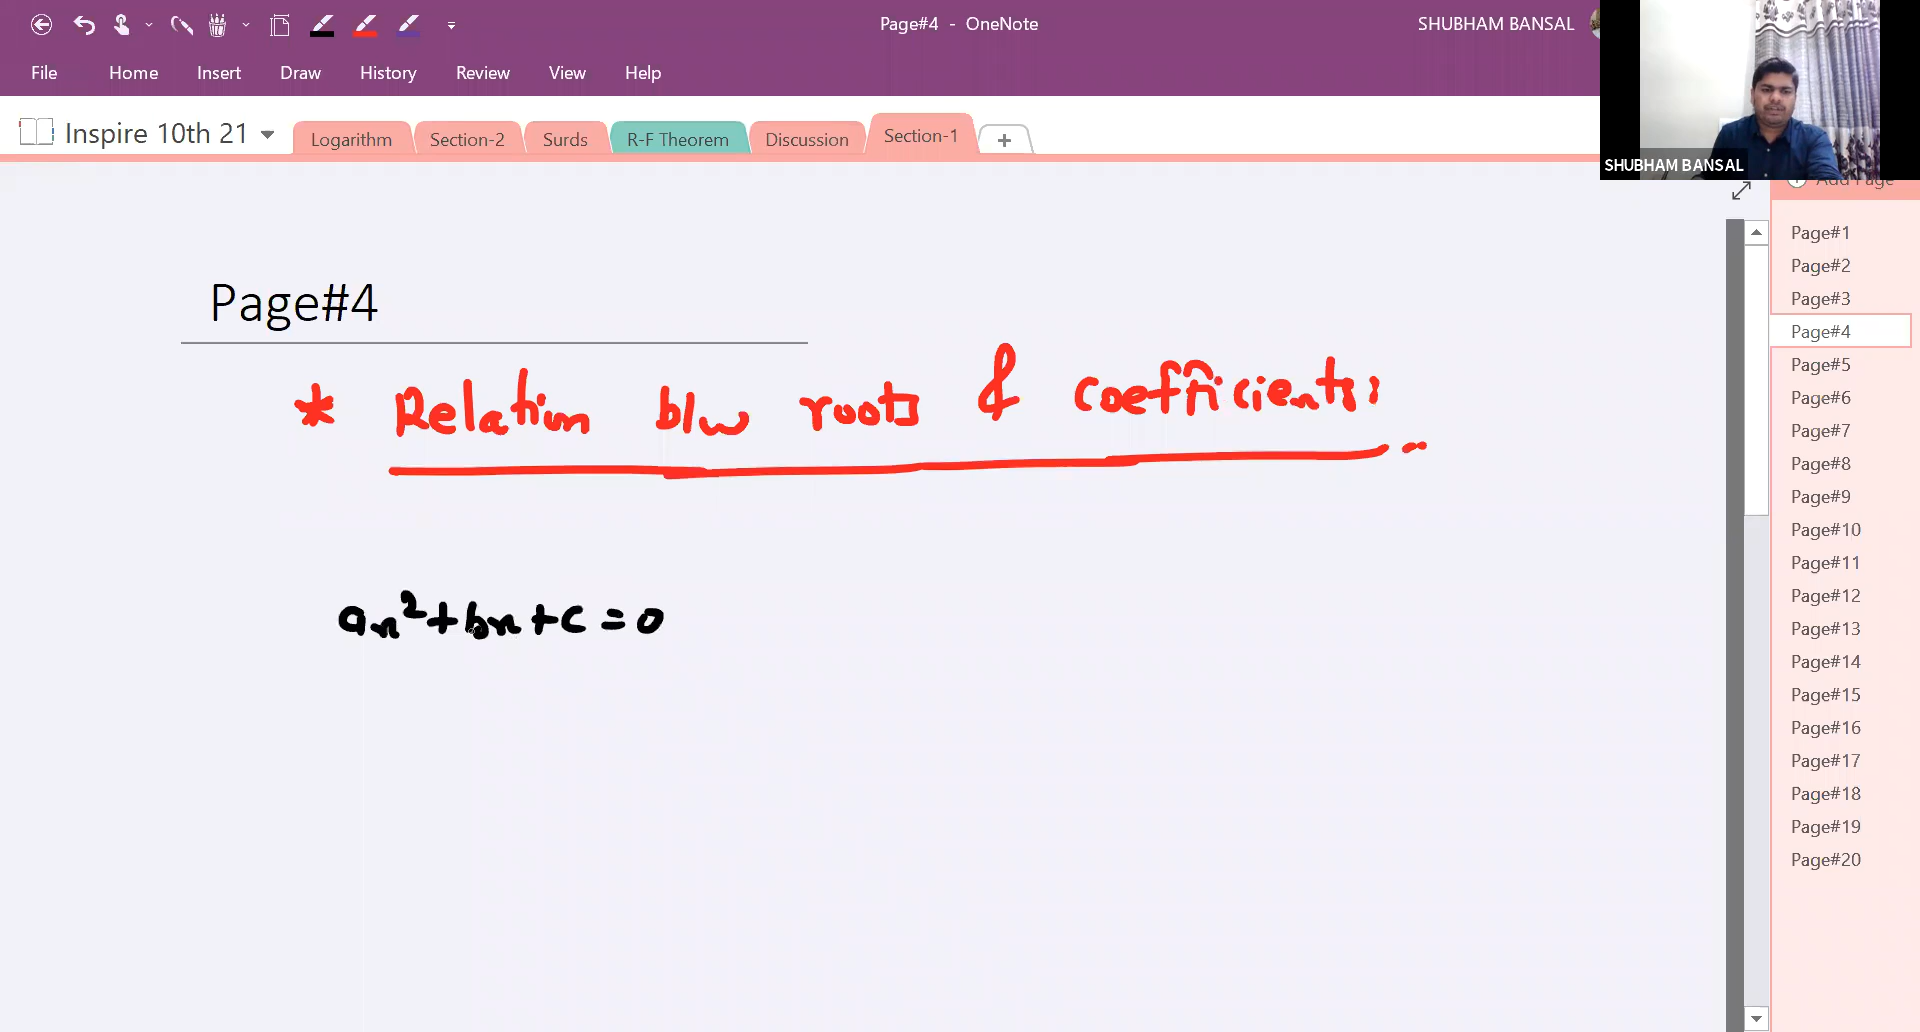 Page#4 - OneNote
SHUBHAM BANSAL
File Home Insert Draw History Review View Help
Inspire 10th 21
Logarithm Section-2 Surds R-F Theorem Discussion Section-1
SHUBHAM BANSAL
Add Page
Page#4
* Relation b/w roots & coefficients:
ax²+bx+c=0
Page#1
Page#2
Page#3
Page#4
Page#5
Page#6
Page#7
Page#8
Page#9
Page#10
Page#11
Page#12
Page#13
Page#14
Page#15
Page#16
Page#17
Page#18
Page#19
Page#20